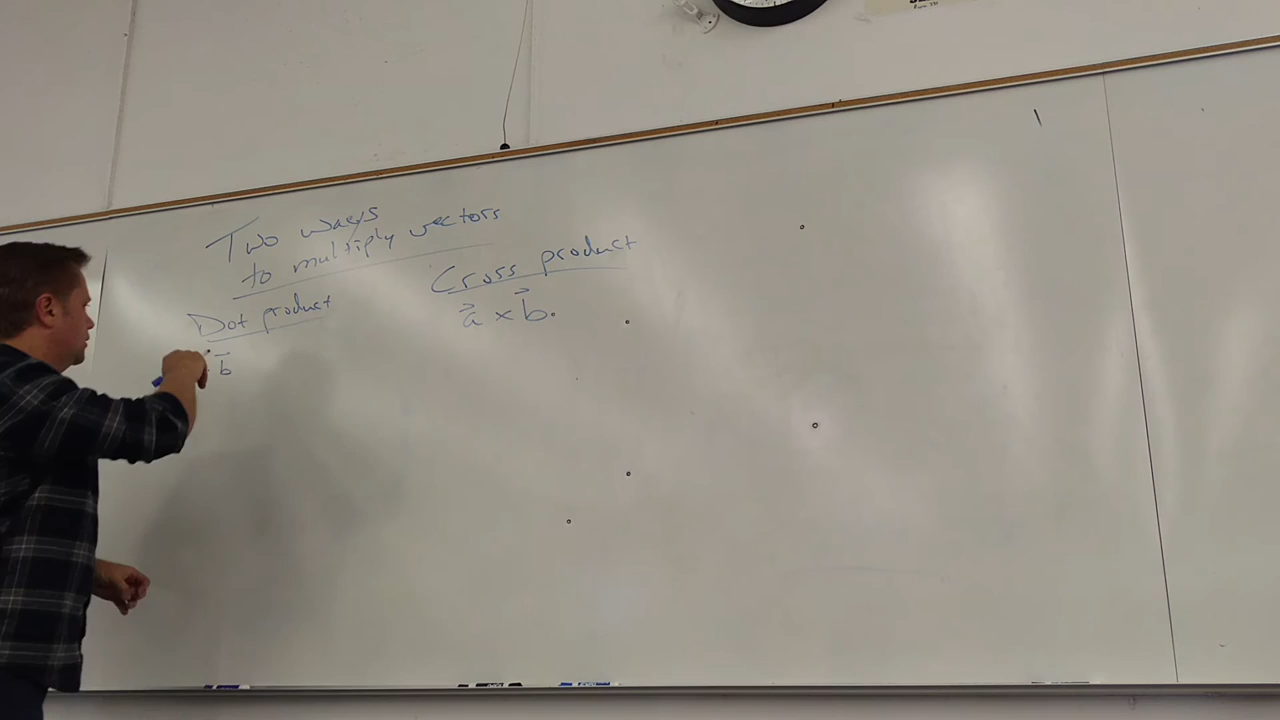 Two ways
to multiply vectors
Dot product
b⃗
Cross product
a⃗ × b⃗.